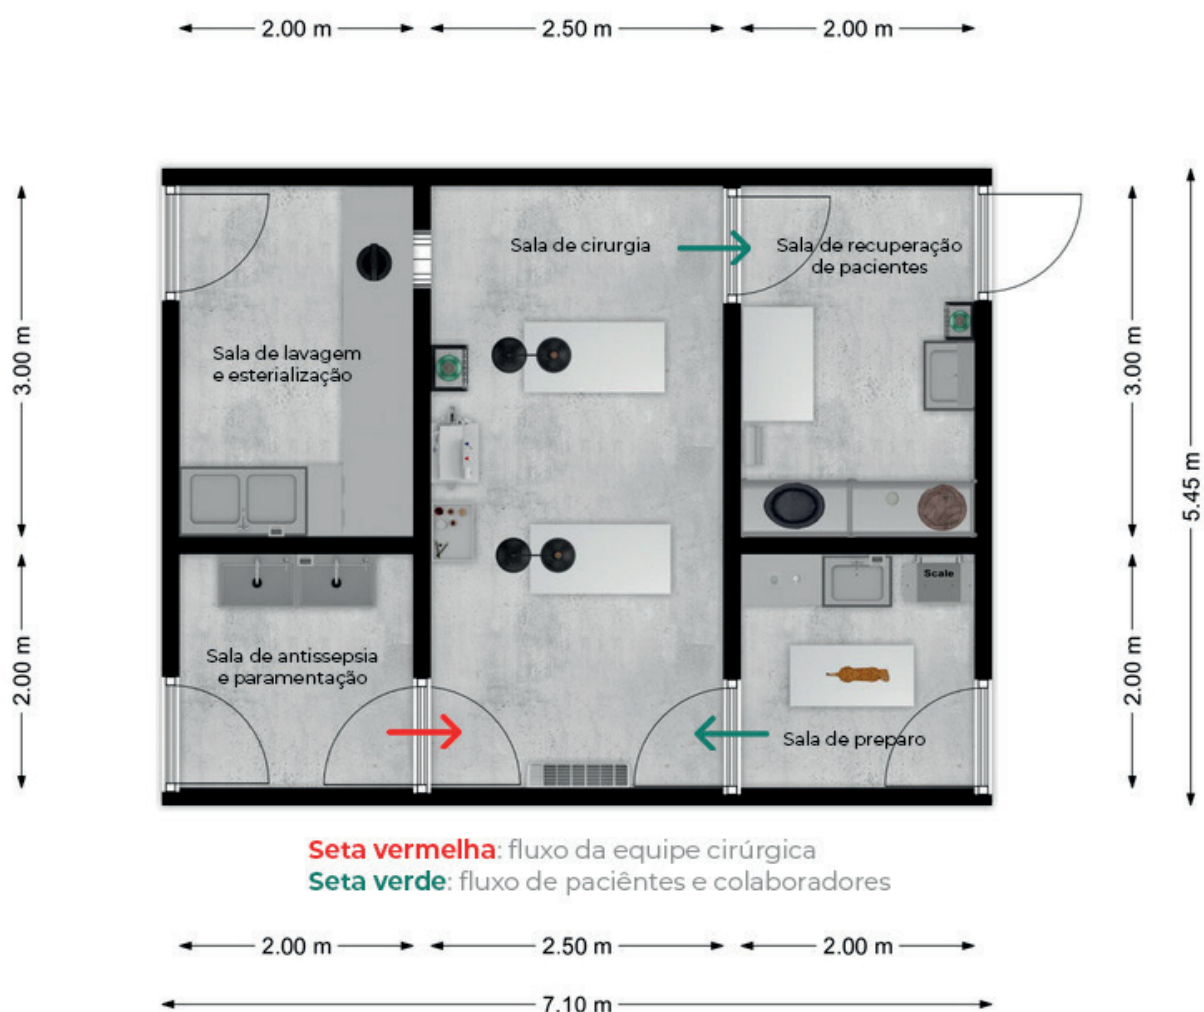 2.00 m
2.50 m
2.00 m
Sala de cirurgia
Sala de recuperação
de pacientes
3.00 m
Sala de lavagem
e esterialização
3.00 m
5.45 m
Scale
2.00 m
Sala de antissepsia
e paramentação
2.00 m
Sala de preparo
Seta vermelha: fluxo da equipe cirúrgica
Seta verde: fluxo de paciêntes e colaboradores
2.00 m
2.50 m
2.00 m
7.10 m